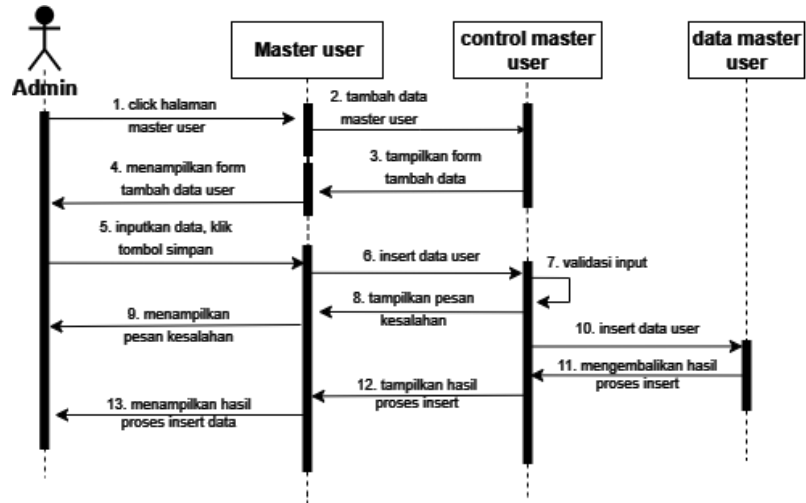 Admin
Master user
control master
user
data master
user
1. click halaman
master user
2. tambah data
master user
3. tampilkan form
tambah data
4. menampilkan form
tambah data user
5. inputkan data, klik
tombol simpan
6. insert data user
7. validasi input
8. tampilkan pesan
kesalahan
9. menampilkan
pesan kesalahan
10. insert data user
11. mengembalikan hasil
proses insert
12. tampilkan hasil
proses insert
13. menampilkan hasil
proses insert data